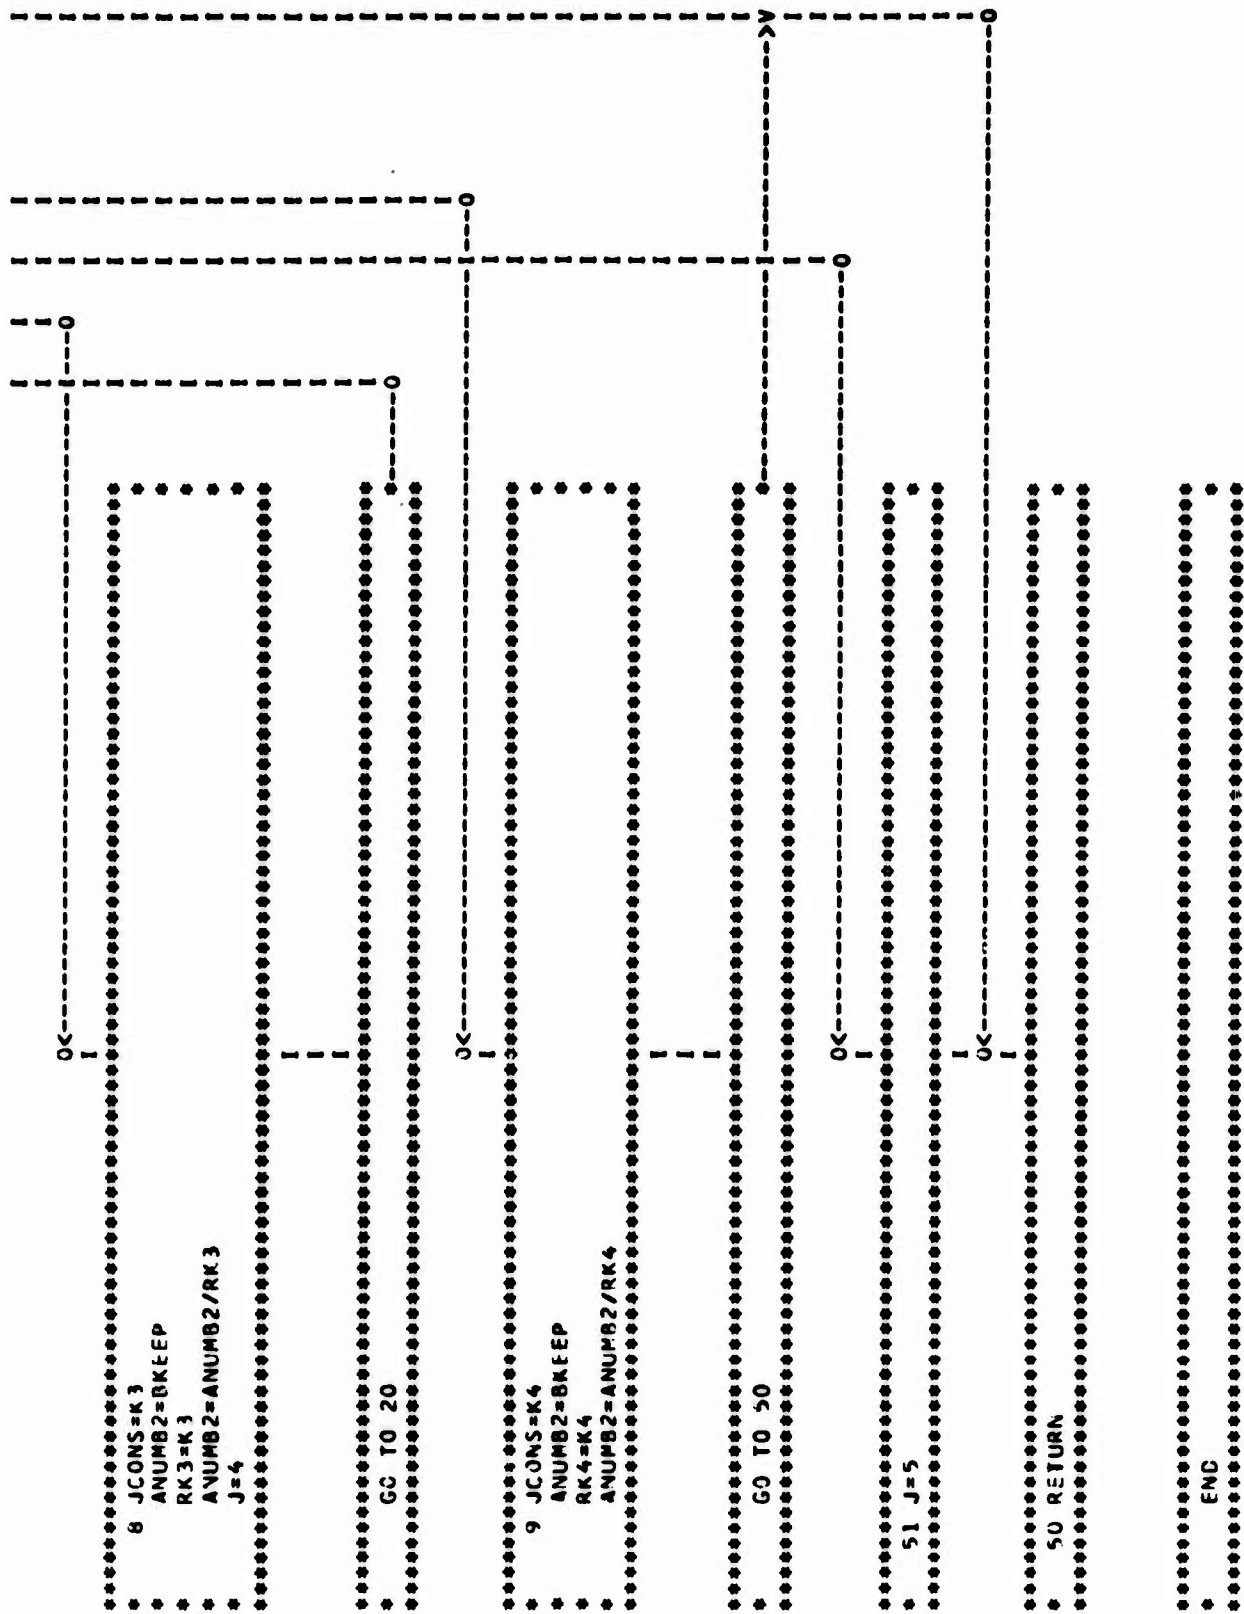 8 JCONS=K3
ANUMB2=BKEEP
RK3=K3
ANUMB2=ANUMB2/RK3
J=4
GO TO 20
9 JCONS=K4
ANUMB2=BKEEP
RK4=K4
ANUMB2=ANUMB2/RK4
GO TO 50
51 J=5
50 RETURN
END